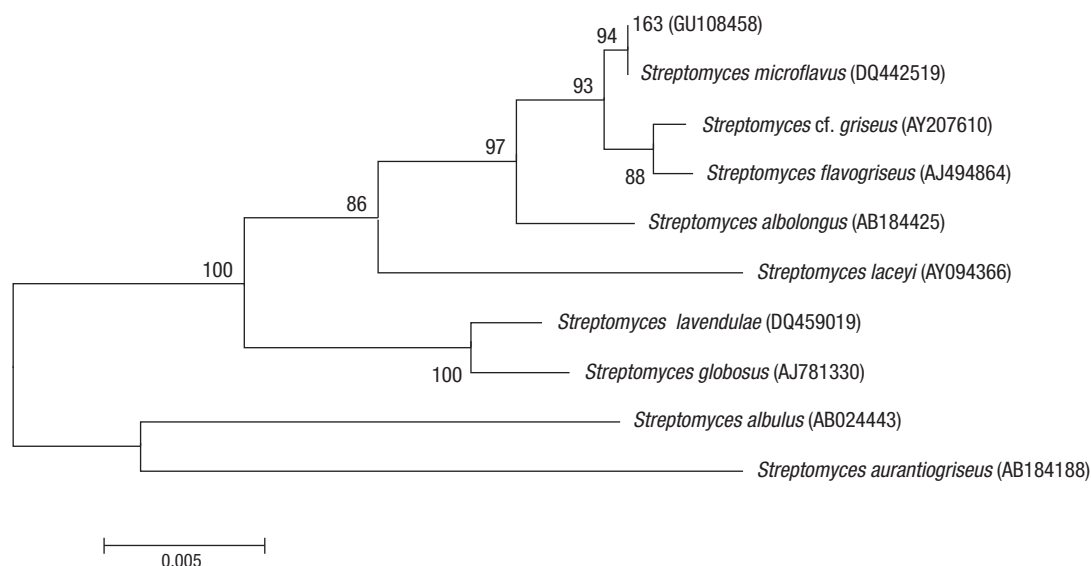 163 (GU108458)
94
Streptomyces microflavus (DQ442519)
93
Streptomyces cf. griseus (AY207610)
97
Streptomyces flavogriseus (AJ494864)
88
86
Streptomyces albolongus (AB184425)
100
Streptomyces laceyi (AY094366)
Streptomyces lavendulae (DQ459019)
100
Streptomyces globosus (AJ781330)
Streptomyces albulus (AB024443)
Streptomyces aurantiogriseus (AB184188)
0.005